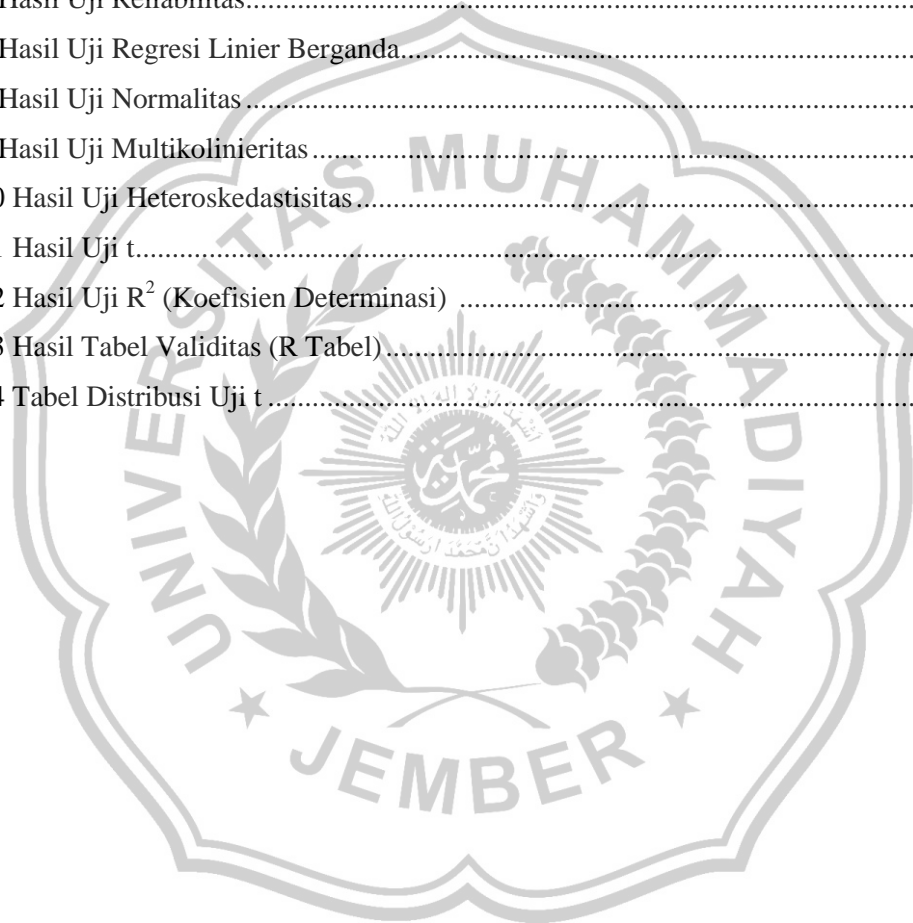 Hasil Uji Reliabilitas
Hasil Uji Regresi Linier Berganda
Hasil Uji Normalitas
Hasil Uji Multikolinieritas
0 Hasil Uji Heteroskedastisitas
1 Hasil Uji t
2 Hasil Uji R² (Koefisien Determinasi)
3 Hasil Tabel Validitas (R Tabel)
4 Tabel Distribusi Uji t
UNIVERSITAS MUHAMMADIYAH
JEMBER